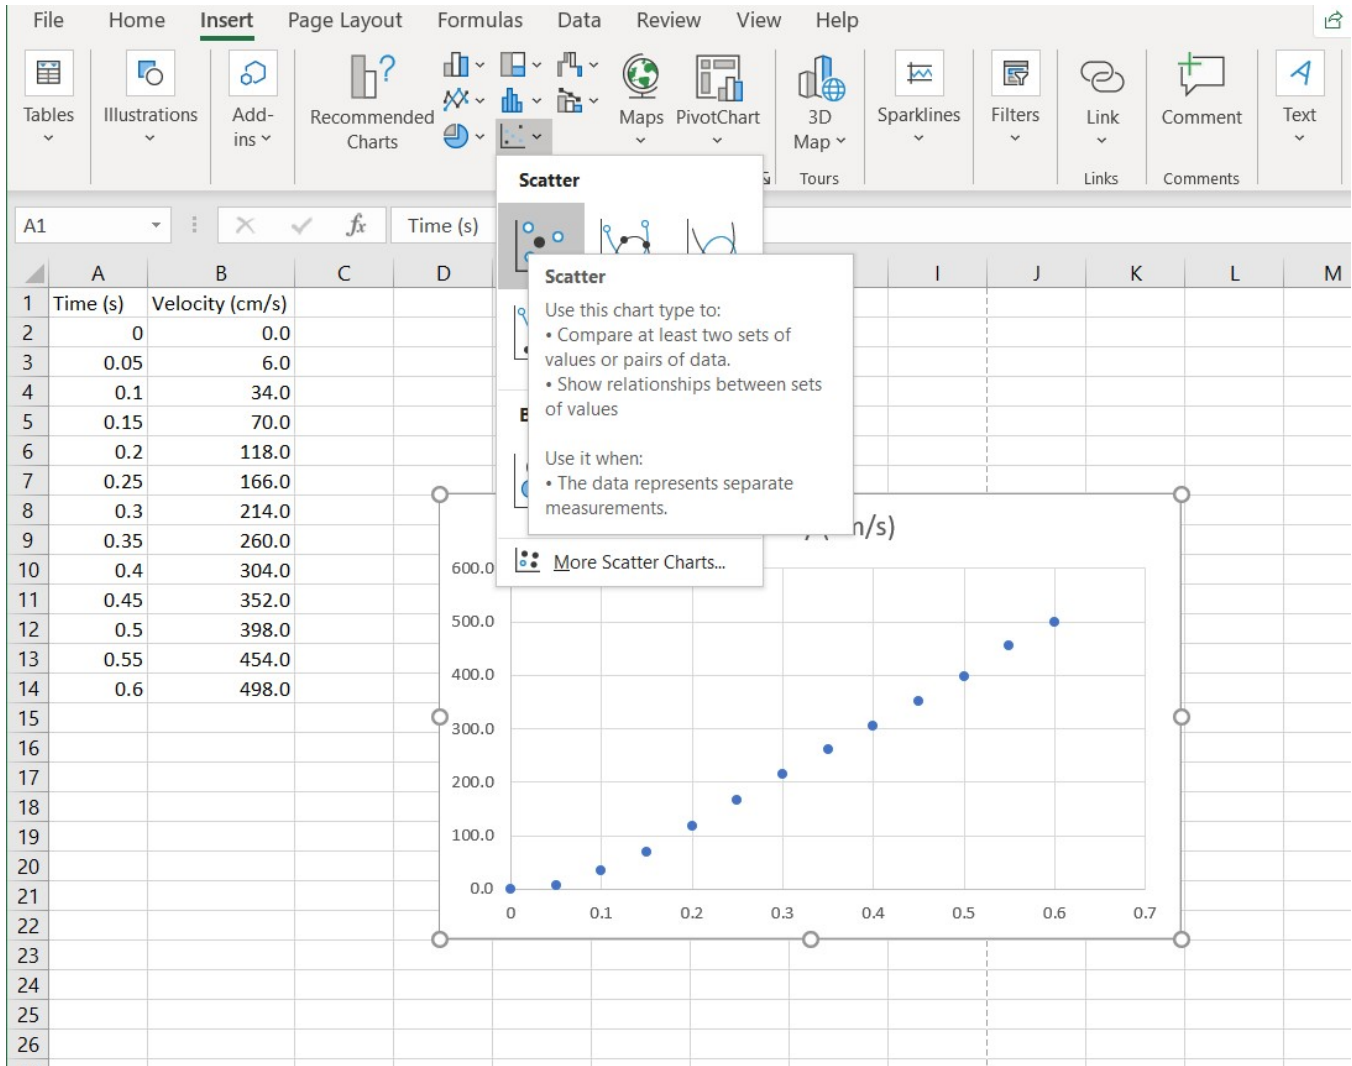 File Home Insert Page Layout Formulas Data Review View Help
Tables Illustrations Add-ins Recommended Charts Maps PivotChart 3D Map Sparklines Filters Link Comment Text
Tours Links Comments
Scatter
A1 fx Time (s)
A B C D I J K L M
Scatter
Use this chart type to:
• Compare at least two sets of
values or pairs of data.
• Show relationships between sets
of values
Use it when:
• The data represents separate
measurements.
More Scatter Charts...
1 Time (s) Velocity (cm/s)
2 0 0.0
3 0.05 6.0
4 0.1 34.0
5 0.15 70.0
6 0.2 118.0
7 0.25 166.0
8 0.3 214.0
9 0.35 260.0
10 0.4 304.0
11 0.45 352.0
12 0.5 398.0
13 0.55 454.0
14 0.6 498.0
15
16
17
18
19
20
21
22
23
24
25
26
600.0
500.0
400.0
300.0
200.0
100.0
0.0
0 0.1 0.2 0.3 0.4 0.5 0.6 0.7